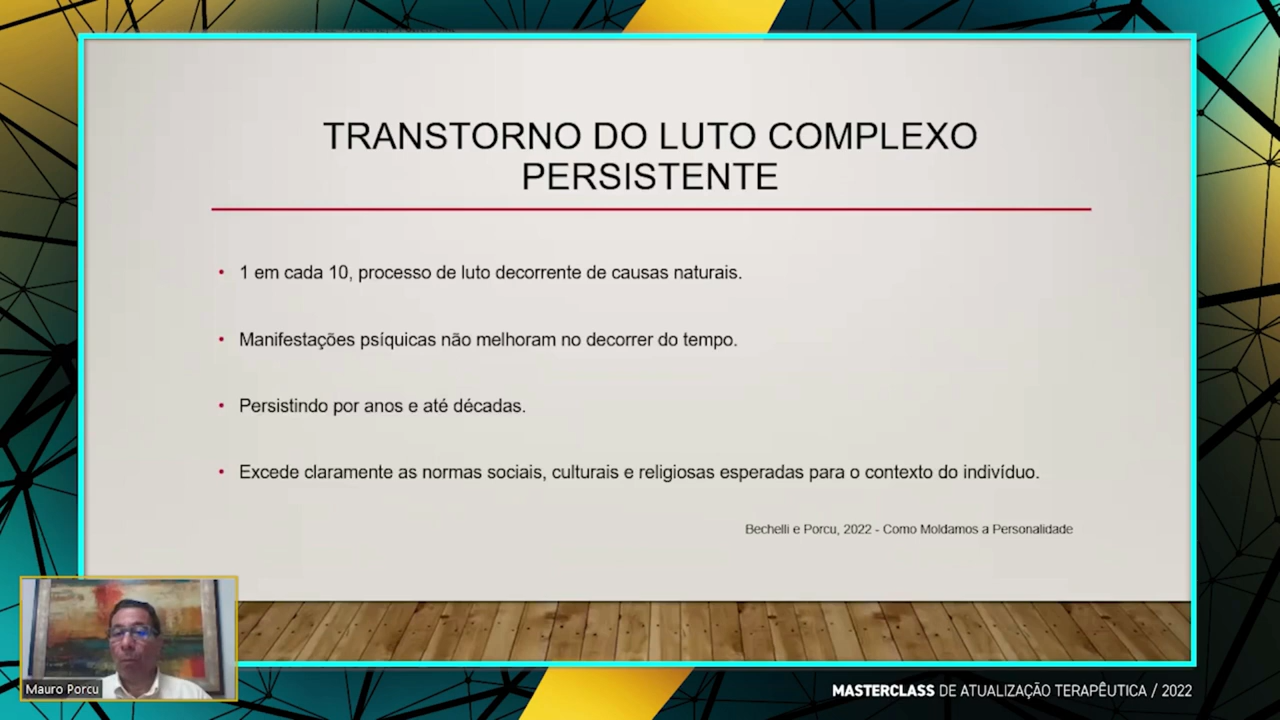 TRANSTORNO DO LUTO COMPLEXO
PERSISTENTE
• 1 em cada 10, processo de luto decorrente de causas naturais.
• Manifestações psíquicas não melhoram no decorrer do tempo.
• Persistindo por anos e até décadas.
• Excede claramente as normas sociais, culturais e religiosas esperadas para o contexto do indivíduo.
Bechelli e Porcu, 2022 - Como Moldamos a Personalidade
Mauro Porcu
MASTERCLASS DE ATUALIZAÇÃO TERAPÊUTICA / 2022